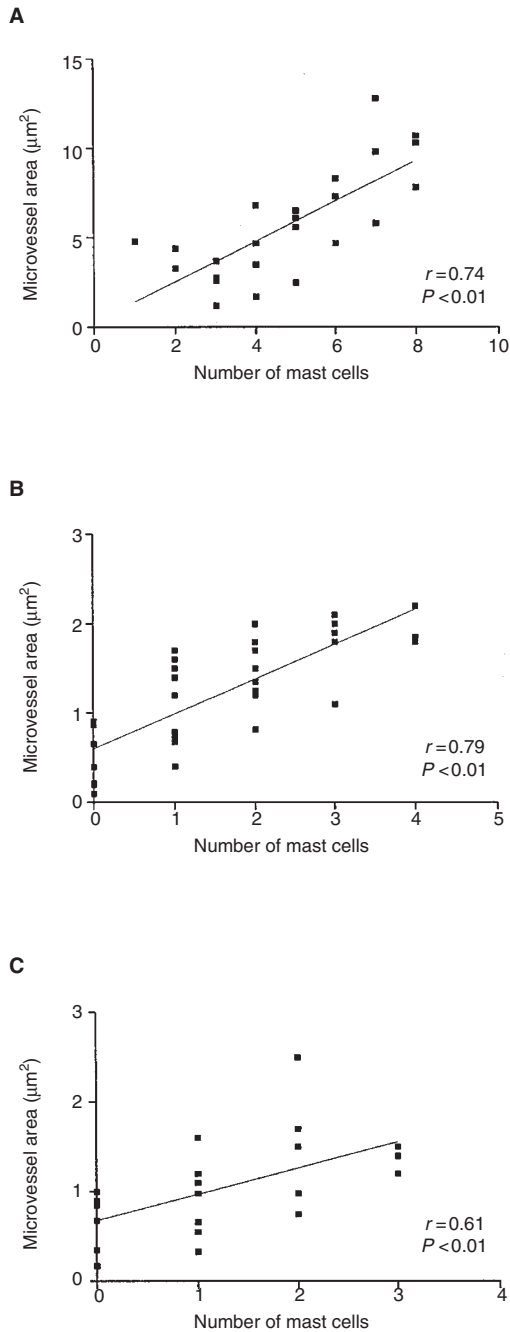 A
Microvessel area (μm²)
15
10
5
0
r=0.74
P<0.01
0 2 4 6 8 10
Number of mast cells
B
Microvessel area (μm²)
3
2
1
0
r=0.79
P<0.01
0 1 2 3 4 5
Number of mast cells
C
Microvessel area (μm²)
3
2
1
0
r=0.61
P<0.01
0 1 2 3 4
Number of mast cells